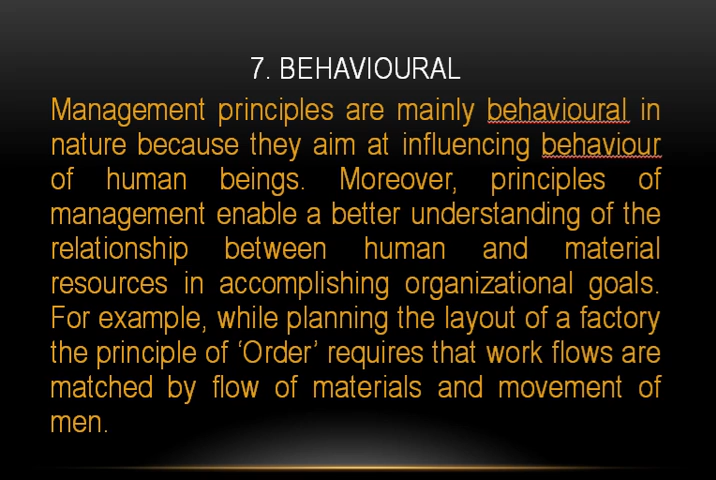 7. BEHAVIOURAL
Management principles are mainly behavioural in
nature because they aim at influencing behaviour
of human beings. Moreover, principles of
management enable a better understanding of the
relationship between human and material
resources in accomplishing organizational goals.
For example, while planning the layout of a factory
the principle of ‘Order’ requires that work flows are
matched by flow of materials and movement of
men.